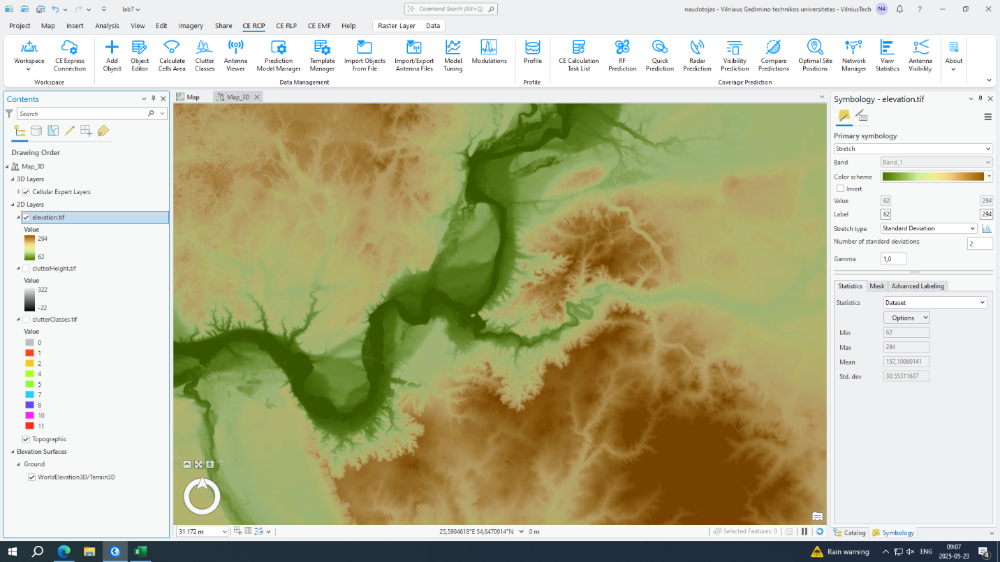 lab7
Command Search (Alt+Q)
naudotojas - Vilniaus Gedimino technikos universitetas - VilniusTech
N4
?
Project Map Insert Analysis View Edit Imagery Share CE RCP CE RLP CE EMF Help Raster Layer Data
Workspace
CE Express Connection
Workspace
Add Object
Object Editor
Calculate Cells Area
Clutter Classes
Antenna Viewer
Prediction Model Manager
Template Manager
Import Objects from File
Import/Export Antenna Files
Model Tuning
Modulations
Data Management
Profile
Profile
CE Calculation Task List
RF Prediction
Quick Prediction
Radar Prediction
Visibility Prediction
Compare Predictions
Optimal Site Positions
Network Manager
View Statistics
Antenna Visibility
Coverage Prediction
About
Contents
Search
Drawing Order
Map_3D
3D Layers
Cellular Expert Layers
2D Layers
elevation.tif
Value
294
62
clutterHeight.tif
Value
322
-22
clutterClasses.tif
Value
0
1
2
4
5
7
8
10
11
Topographic
Elevation Surfaces
Ground
WorldElevation3D/Terrain3D
Map
Map_3D
31 172 m
25,5994618°E 54,6470914°N
0 m
Selected Features: 0
Symbology - elevation.tif
Primary symbology
Stretch
Band Band_1
Color scheme
Invert
Value 62 294
Label 62 294
Stretch type Standard Deviation
Number of standard deviations 2
Gamma 1,0
Statistics Mask Advanced Labeling
Statistics Dataset
Options
Min 62
Max 294
Mean 157,10060141
Std. dev 30,55311637
Catalog Symbology
Rain warning
ENG
09:07
2025-05-23
4